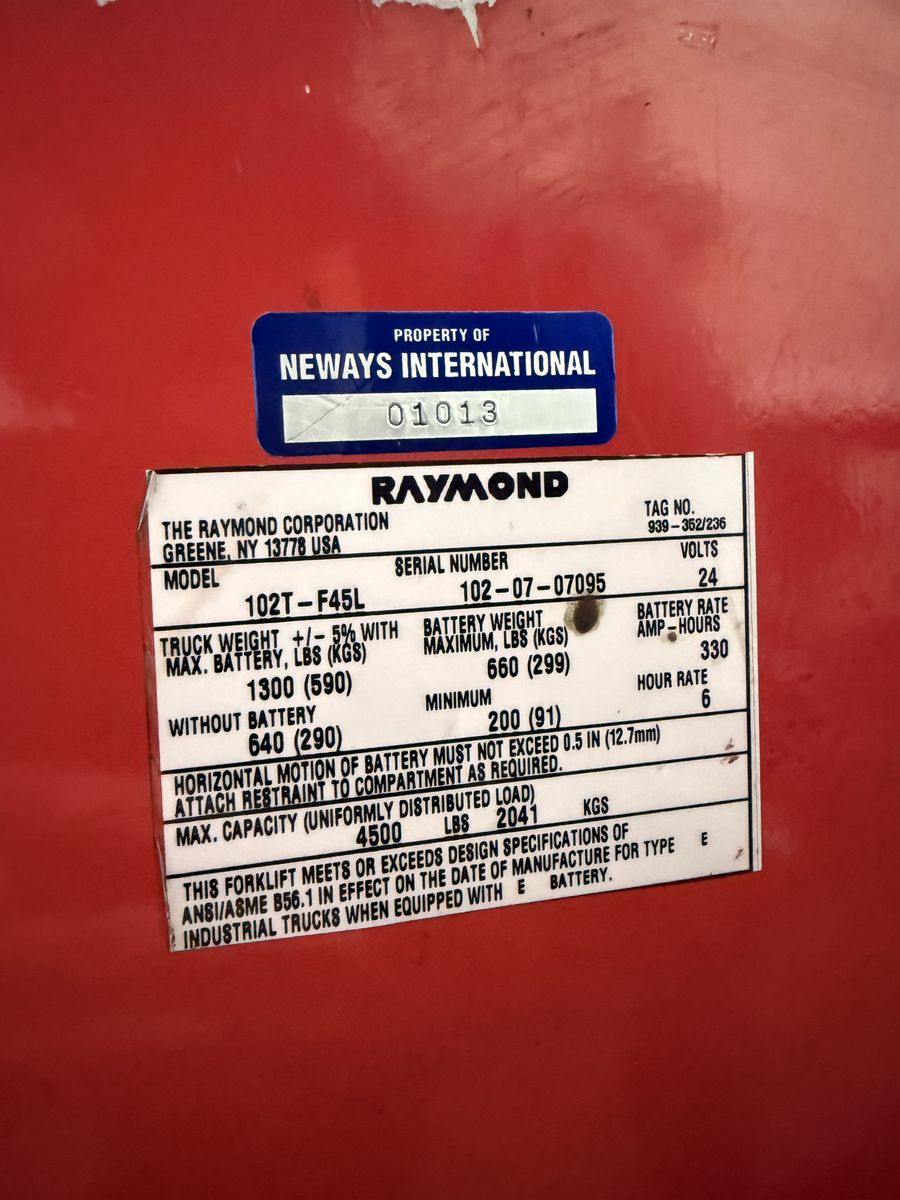 PROPERTY OF
NEWAYS INTERNATIONAL
01013
RAYMOND
THE RAYMOND CORPORATION
GREENE, NY 13778 USA
TAG NO.
939-352/236
MODEL
102T-F45L
SERIAL NUMBER
102-07-07095
VOLTS
24
TRUCK WEIGHT +/- 5% WITH
MAX. BATTERY, LBS (KGS)
1300 (590)
BATTERY WEIGHT
MAXIMUM, LBS (KGS)
660 (299)
BATTERY RATE
AMP-HOURS
330
WITHOUT BATTERY
640 (290)
MINIMUM
200 (91)
HOUR RATE
6
HORIZONTAL MOTION OF BATTERY MUST NOT EXCEED 0.5 IN (12.7mm)
ATTACH RESTRAINT TO COMPARTMENT AS REQUIRED.
MAX. CAPACITY (UNIFORMLY DISTRIBUTED LOAD)
4500 LBS 2041 KGS
THIS FORKLIFT MEETS OR EXCEEDS DESIGN SPECIFICATIONS OF
ANSI/ASME B56.1 IN EFFECT ON THE DATE OF MANUFACTURE FOR TYPE E
INDUSTRIAL TRUCKS WHEN EQUIPPED WITH E BATTERY.